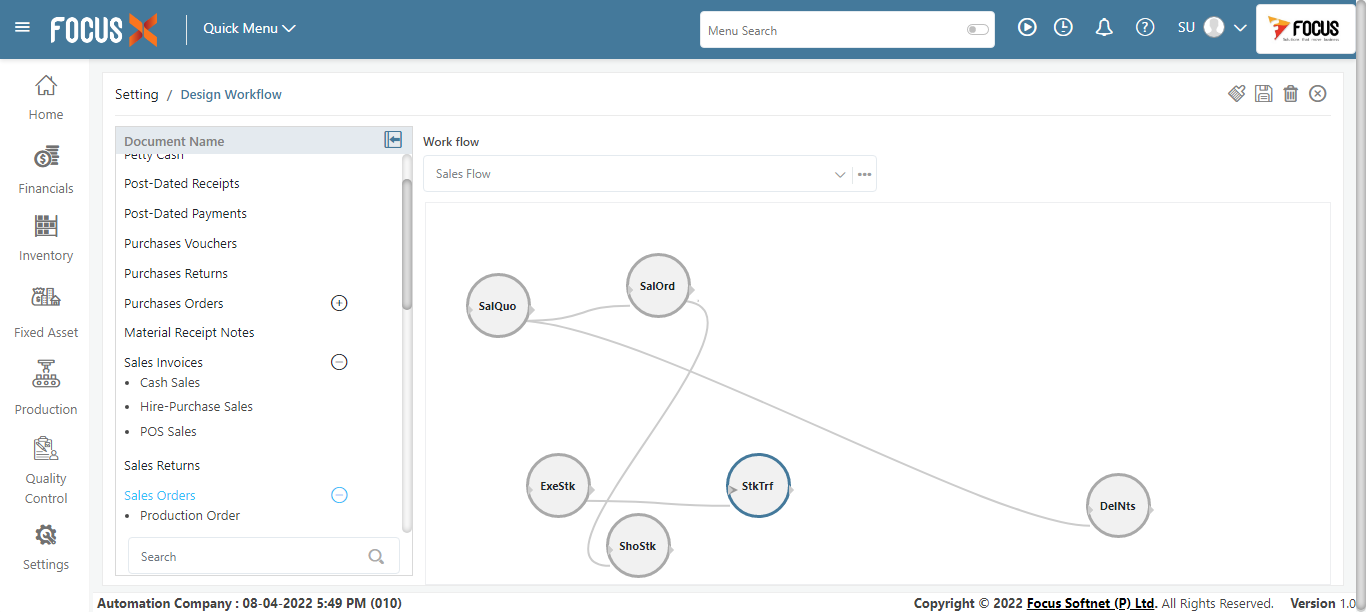 FOCUS X
Quick Menu
Menu Search
SU
FOCUS
Home
Financials
Inventory
Fixed Asset
Production
Quality
Control
Settings
Setting / Design Workflow
Document Name
Petty Cash
Post-Dated Receipts
Post-Dated Payments
Purchases Vouchers
Purchases Returns
Purchases Orders
Material Receipt Notes
Sales Invoices
• Cash Sales
• Hire-Purchase Sales
• POS Sales
Sales Returns
Sales Orders
• Production Order
Search
Work flow
Sales Flow
SalQuo
SalOrd
ExeStk
StkTrf
ShoStk
DelNts
Automation Company : 08-04-2022 5:49 PM (010)
Copyright © 2022 Focus Softnet (P) Ltd. All Rights Reserved. Version 1.0